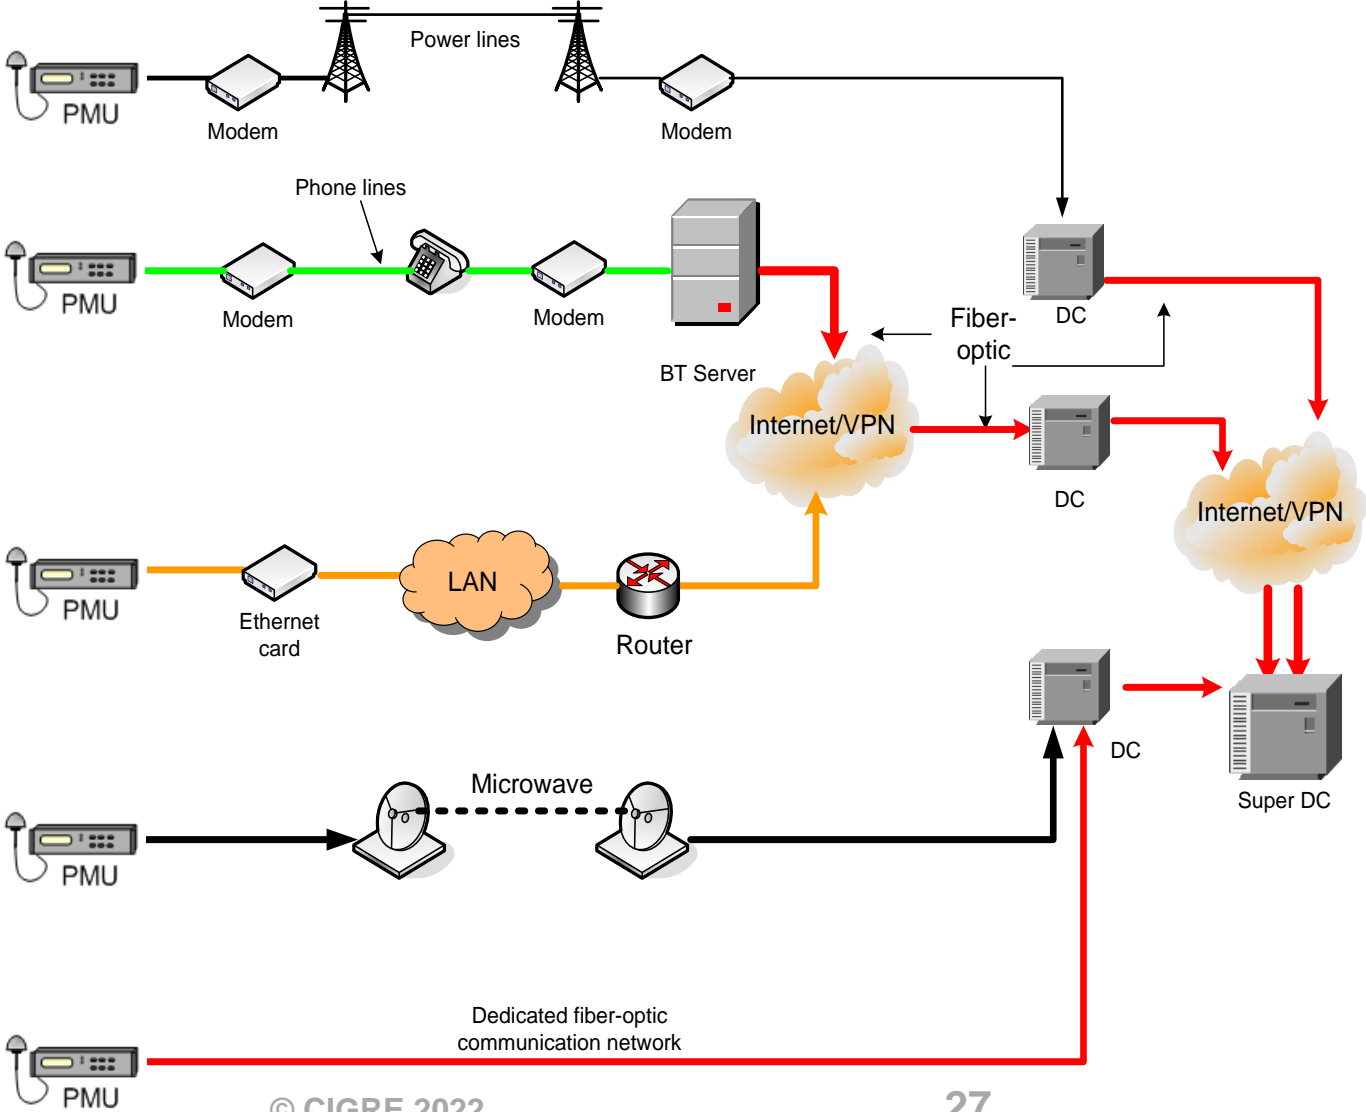 Power lines
PMU
Modem
Modem
Phone lines
PMU
Modem
Modem
BT Server
Fiber-
optic
DC
Internet/VPN
DC
Internet/VPN
PMU
Ethernet
card
LAN
Router
DC
Super DC
Microwave
PMU
Dedicated fiber-optic
communication network
PMU
© CIGRE 2022
27